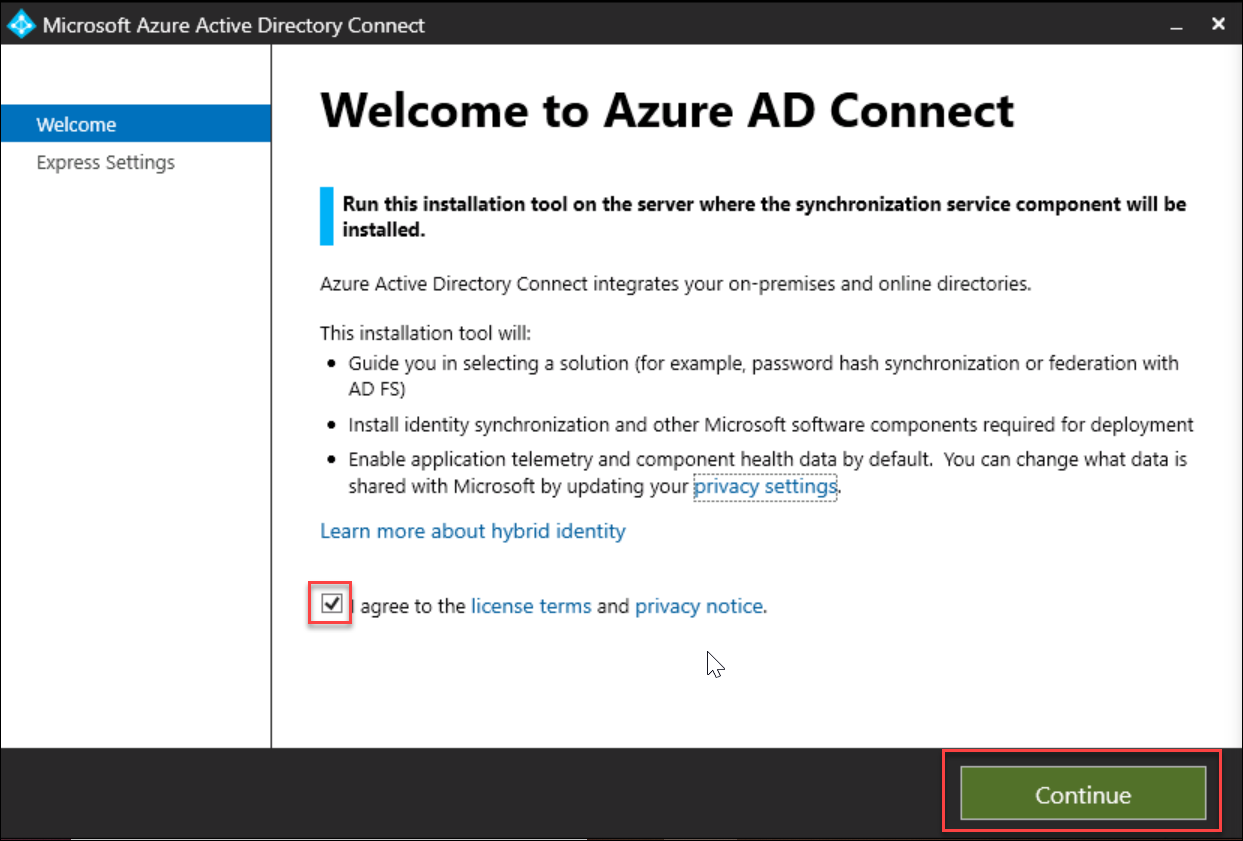 Microsoft Azure Active Directory Connect
Welcome
Express Settings
Welcome to Azure AD Connect
Run this installation tool on the server where the synchronization service component will be
installed.
Azure Active Directory Connect integrates your on-premises and online directories.
This installation tool will:
• Guide you in selecting a solution (for example, password hash synchronization or federation with
AD FS)
• Install identity synchronization and other Microsoft software components required for deployment
• Enable application telemetry and component health data by default.  You can change what data is
shared with Microsoft by updating your privacy settings.
Learn more about hybrid identity
I agree to the license terms and privacy notice.
Continue